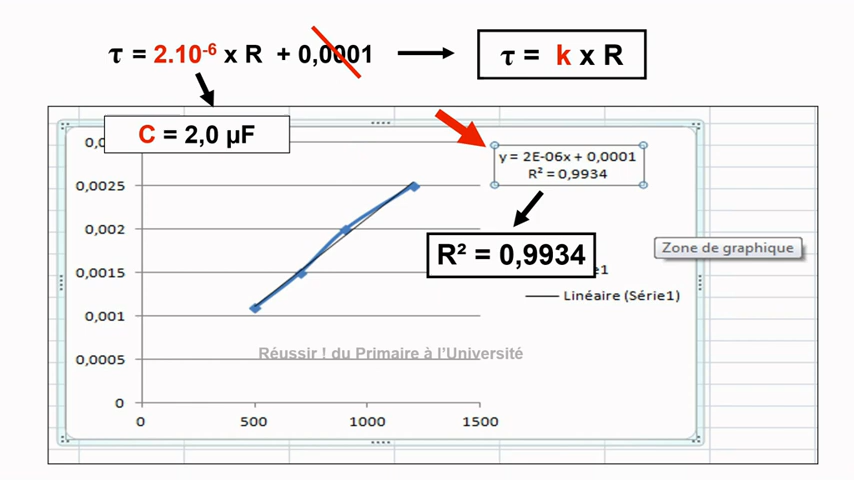 τ = 2.10⁻⁶ x R + 0,0001
τ = k x R
C = 2,0 µF
y = 2E-06x + 0,0001
R² = 0,9934
R² = 0,9934
Zone de graphique
Linéaire (Série1)
0,0025
0,002
0,0015
0,001
0,0005
0
Réussir ! du Primaire à l'Université
0 500 1000 1500